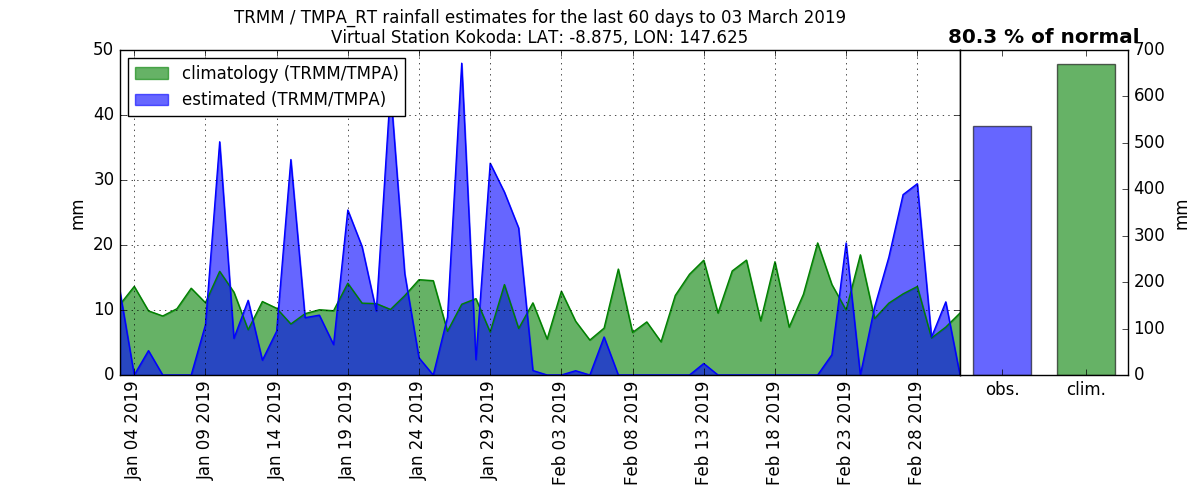 TRMM / TMPA_RT rainfall estimates for the last 60 days to 03 March 2019
Virtual Station Kokoda: LAT: -8.875, LON: 147.625
80.3 % of normal
climatology (TRMM/TMPA)
estimated (TRMM/TMPA)
50
40
30
20
10
0
mm
Jan 04 2019
Jan 09 2019
Jan 14 2019
Jan 19 2019
Jan 24 2019
Jan 29 2019
Feb 03 2019
Feb 08 2019
Feb 13 2019
Feb 18 2019
Feb 23 2019
Feb 28 2019
700
600
500
400
300
200
100
0
mm
obs.
clim.